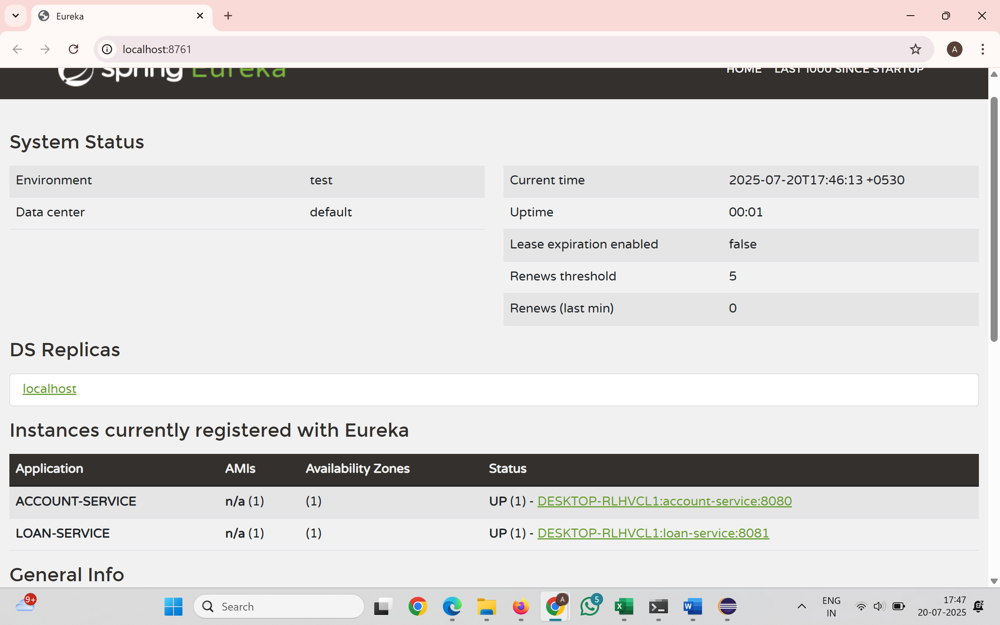 Eureka
localhost:8761
spring Eureka
HOME LAST 1000 SINCE STARTUP
System Status
Environment test
Data center default
Current time 2025-07-20T17:46:13 +0530
Uptime 00:01
Lease expiration enabled false
Renews threshold 5
Renews (last min) 0
DS Replicas
localhost
Instances currently registered with Eureka
Application AMIs Availability Zones Status
ACCOUNT-SERVICE n/a (1) (1) UP (1) - DESKTOP-RLHVCL1:account-service:8080
LOAN-SERVICE n/a (1) (1) UP (1) - DESKTOP-RLHVCL1:loan-service:8081
General Info
9+
Search
A
A
5
X
W
ENG
IN
17:47
20-07-2025